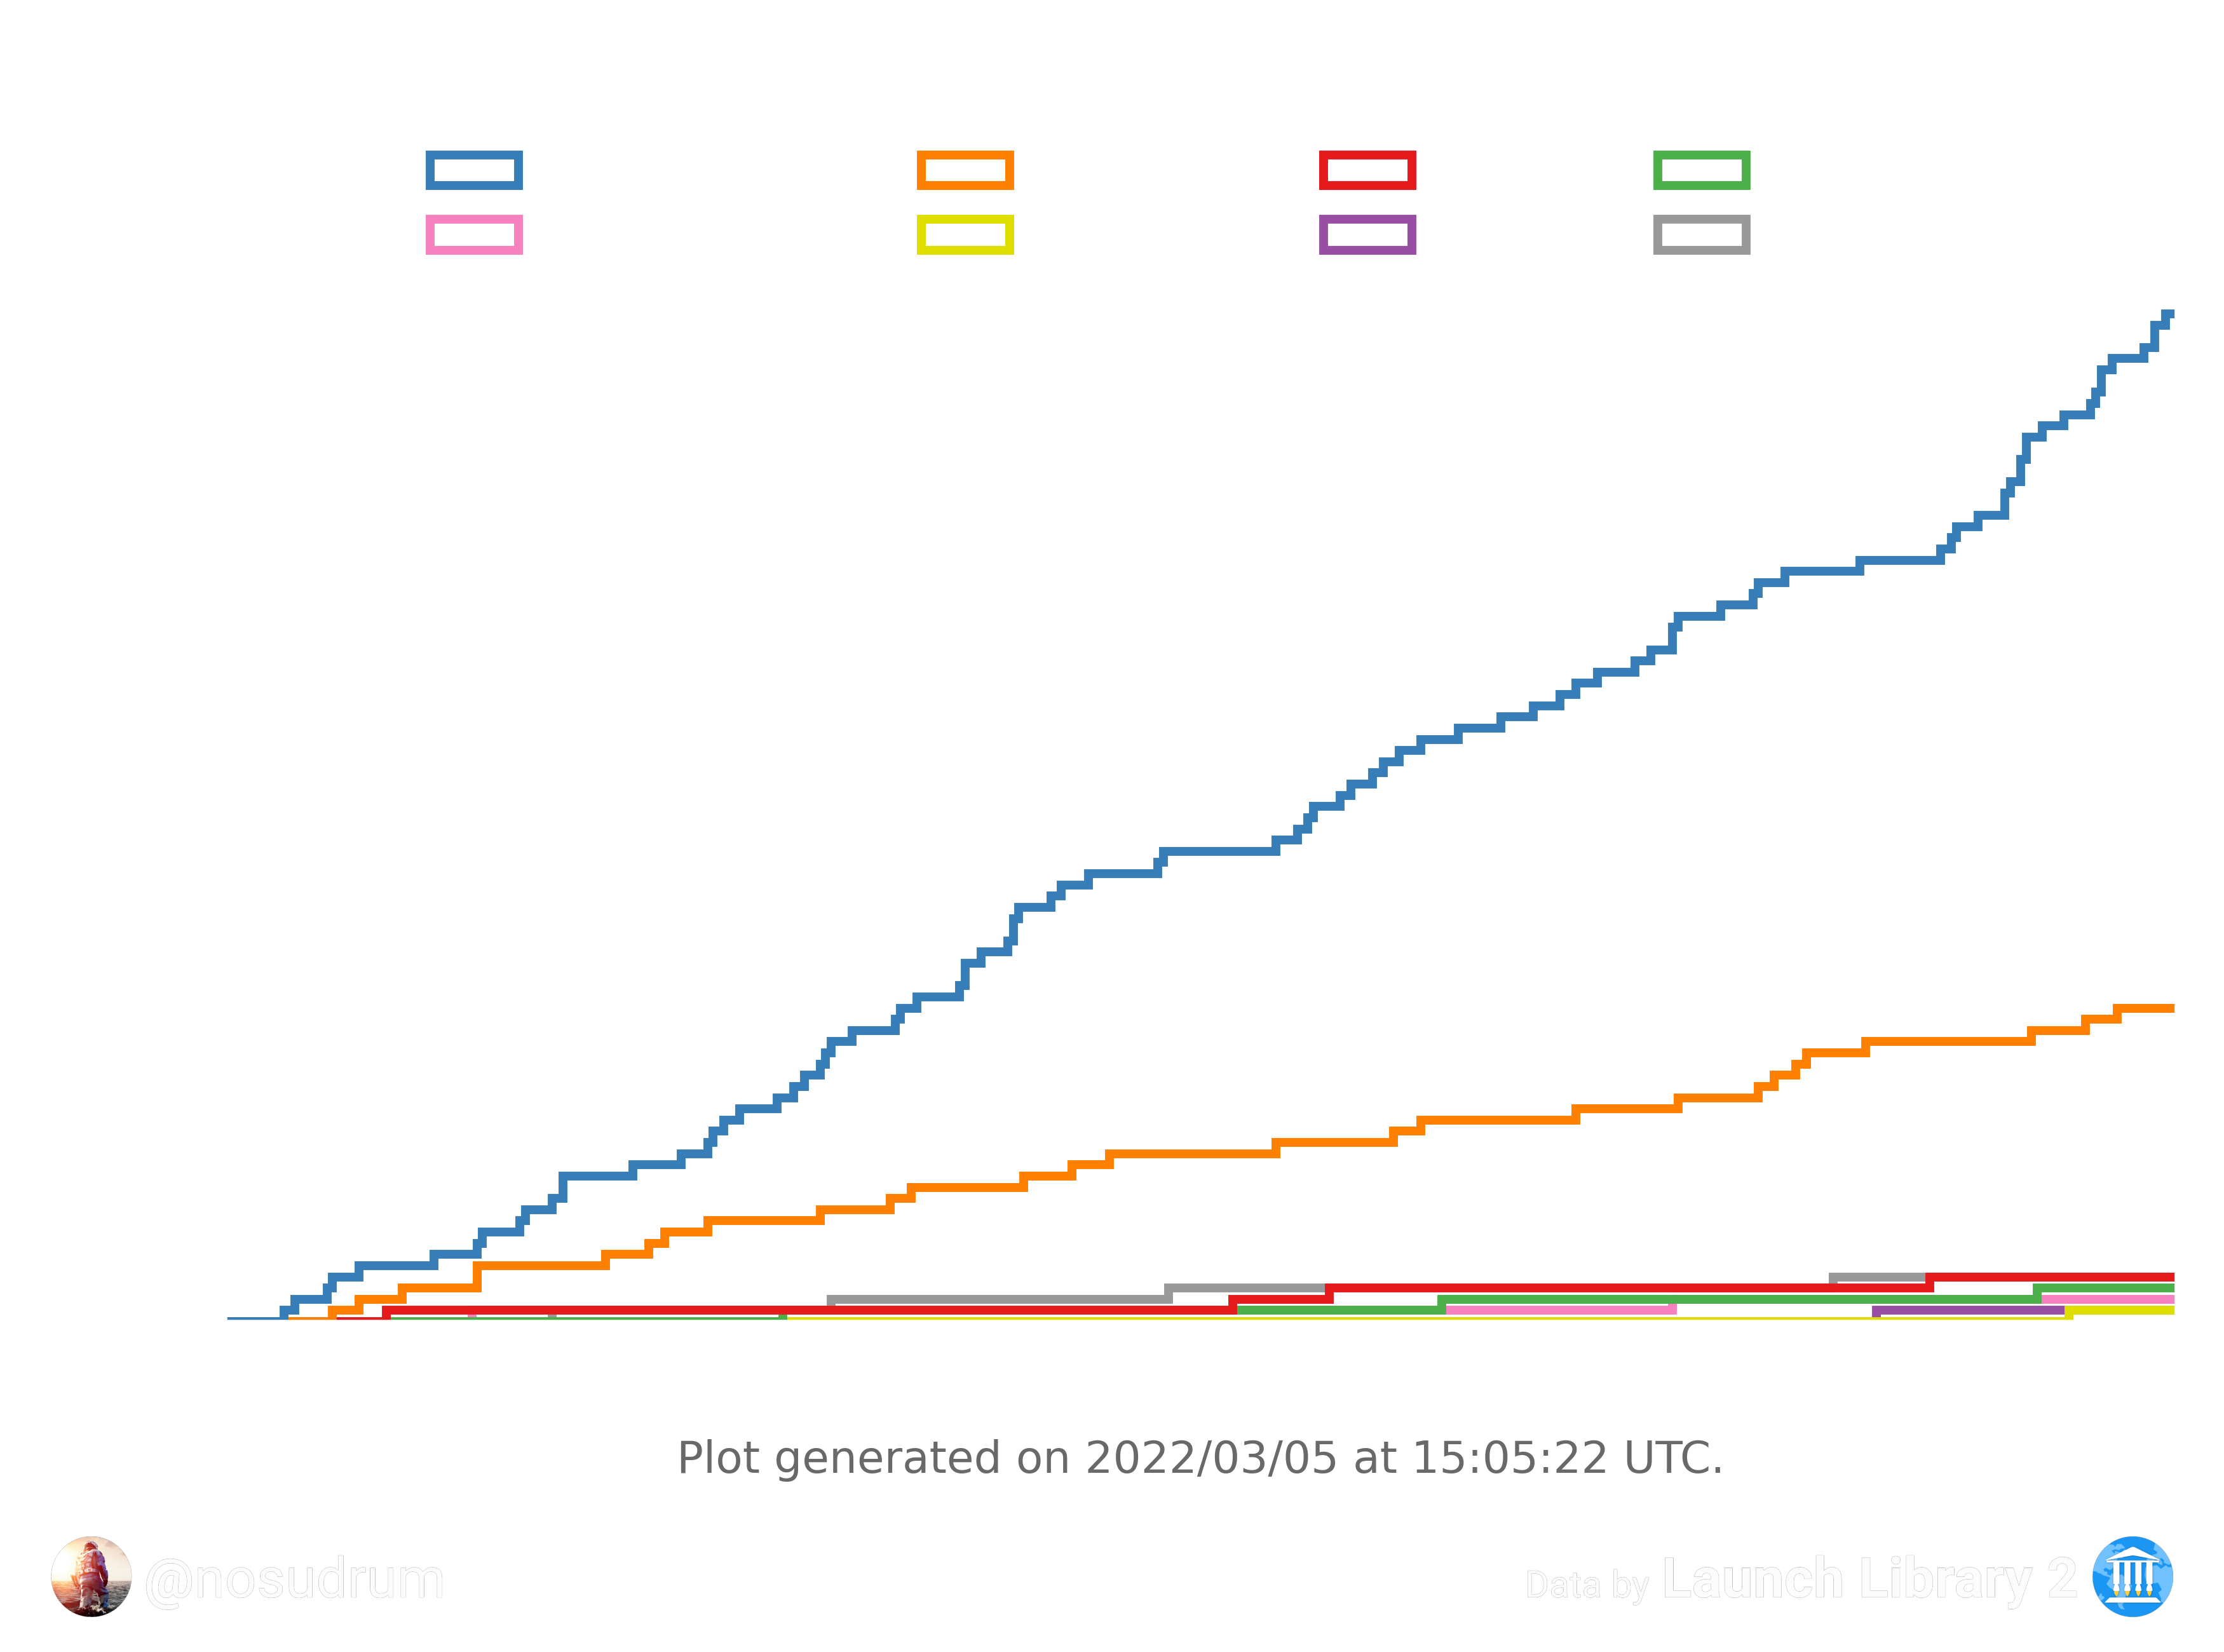 Plot generated on 2022/03/05 at 15:05:22 UTC.
@nosudrum
Data by Launch Library 2